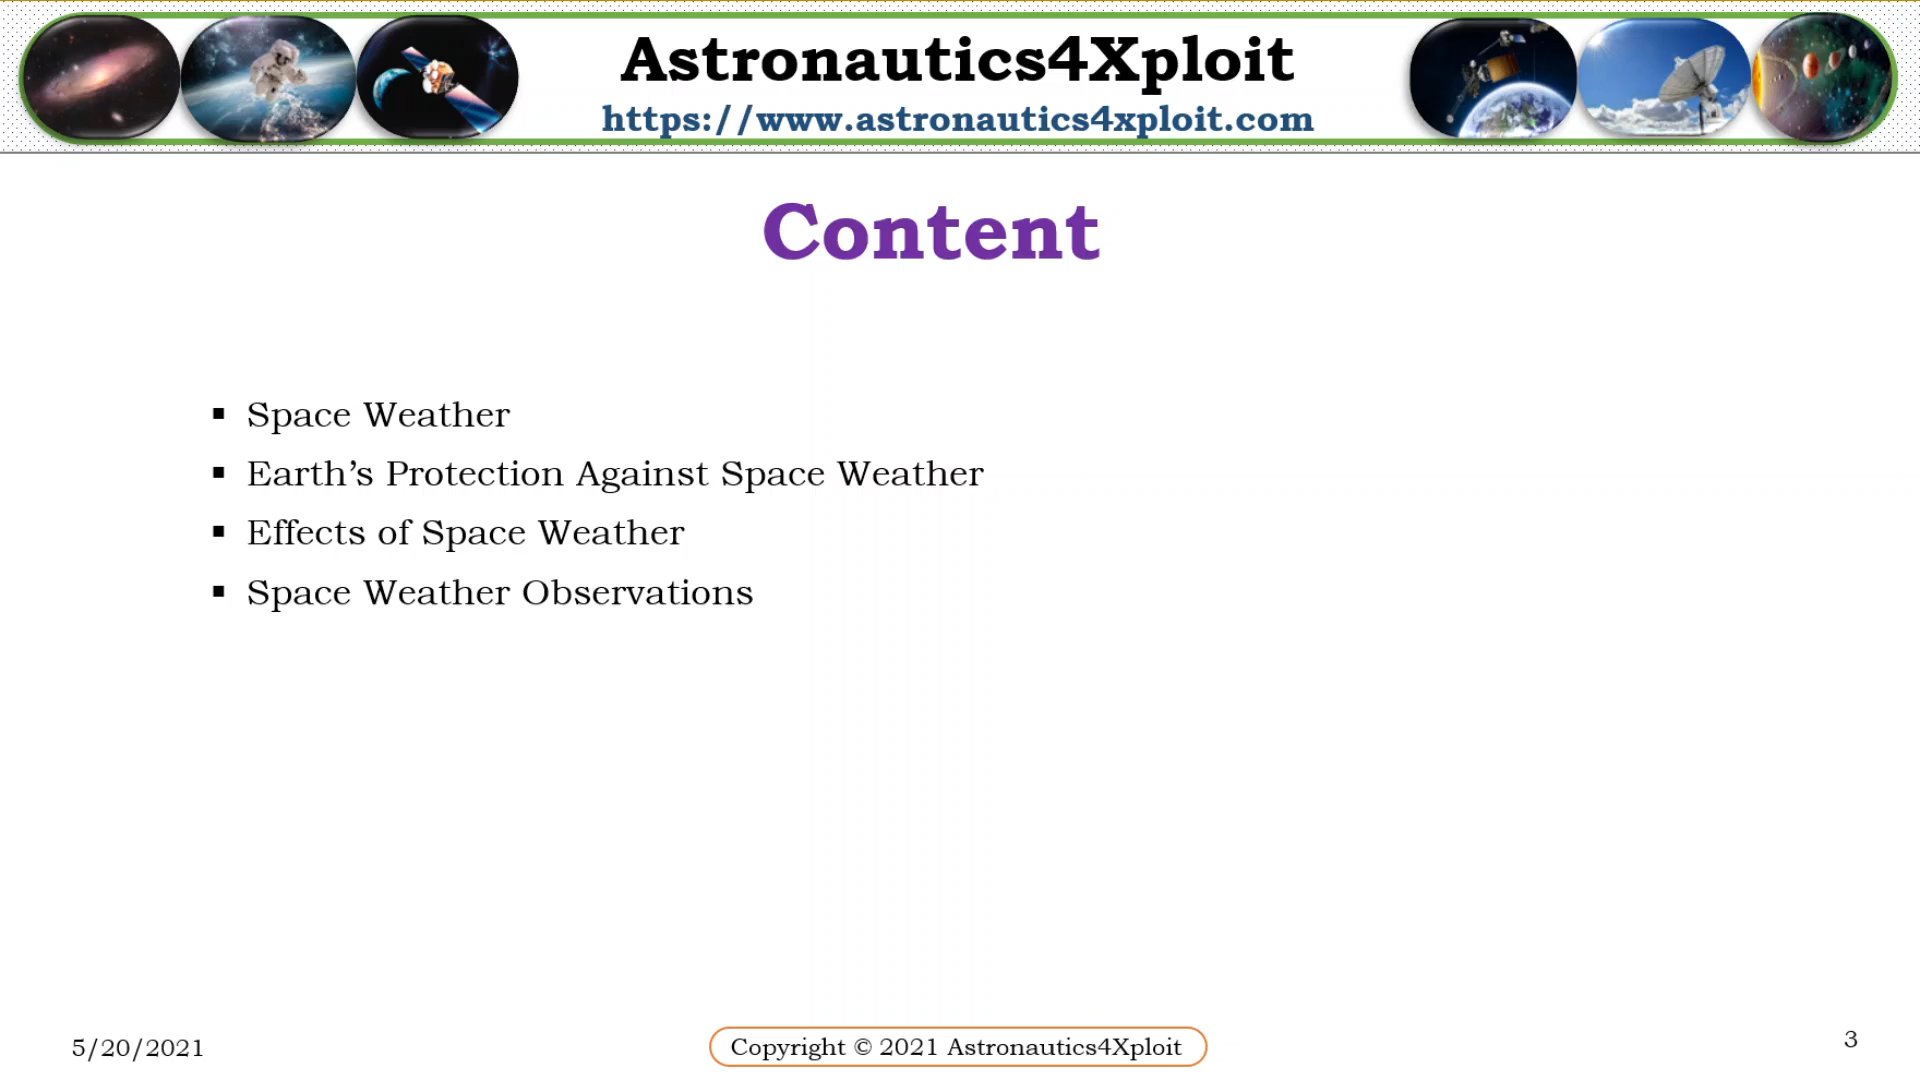 Astronautics4Xploit
https://www.astronautics4xploit.com
Content
▪ Space Weather
▪ Earth’s Protection Against Space Weather
▪ Effects of Space Weather
▪ Space Weather Observations
5/20/2021
Copyright © 2021 Astronautics4Xploit
3